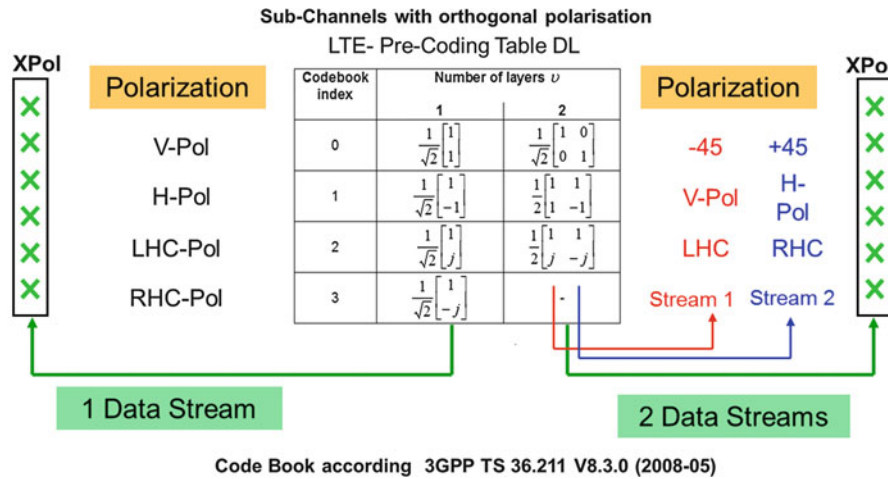 Sub-Channels with orthogonal polarisation
LTE- Pre-Coding Table DL
XPol
XPol
Polarization
Codebook index
Number of layers υ
1
2
Polarization
V-Pol
0
1/√2 [1 1]
1/√2 [1 0 0 1]
-45
+45
H-Pol
1
1/√2 [1 -1]
1/2 [1 1 1 -1]
V-Pol
H-
Pol
LHC-Pol
2
1/√2 [1 j]
1/2 [1 1 j -j]
LHC
RHC
RHC-Pol
3
1/√2 [1 -j]
-
Stream 1
Stream 2
1 Data Stream
2 Data Streams
Code Book according 3GPP TS 36.211 V8.3.0 (2008-05)